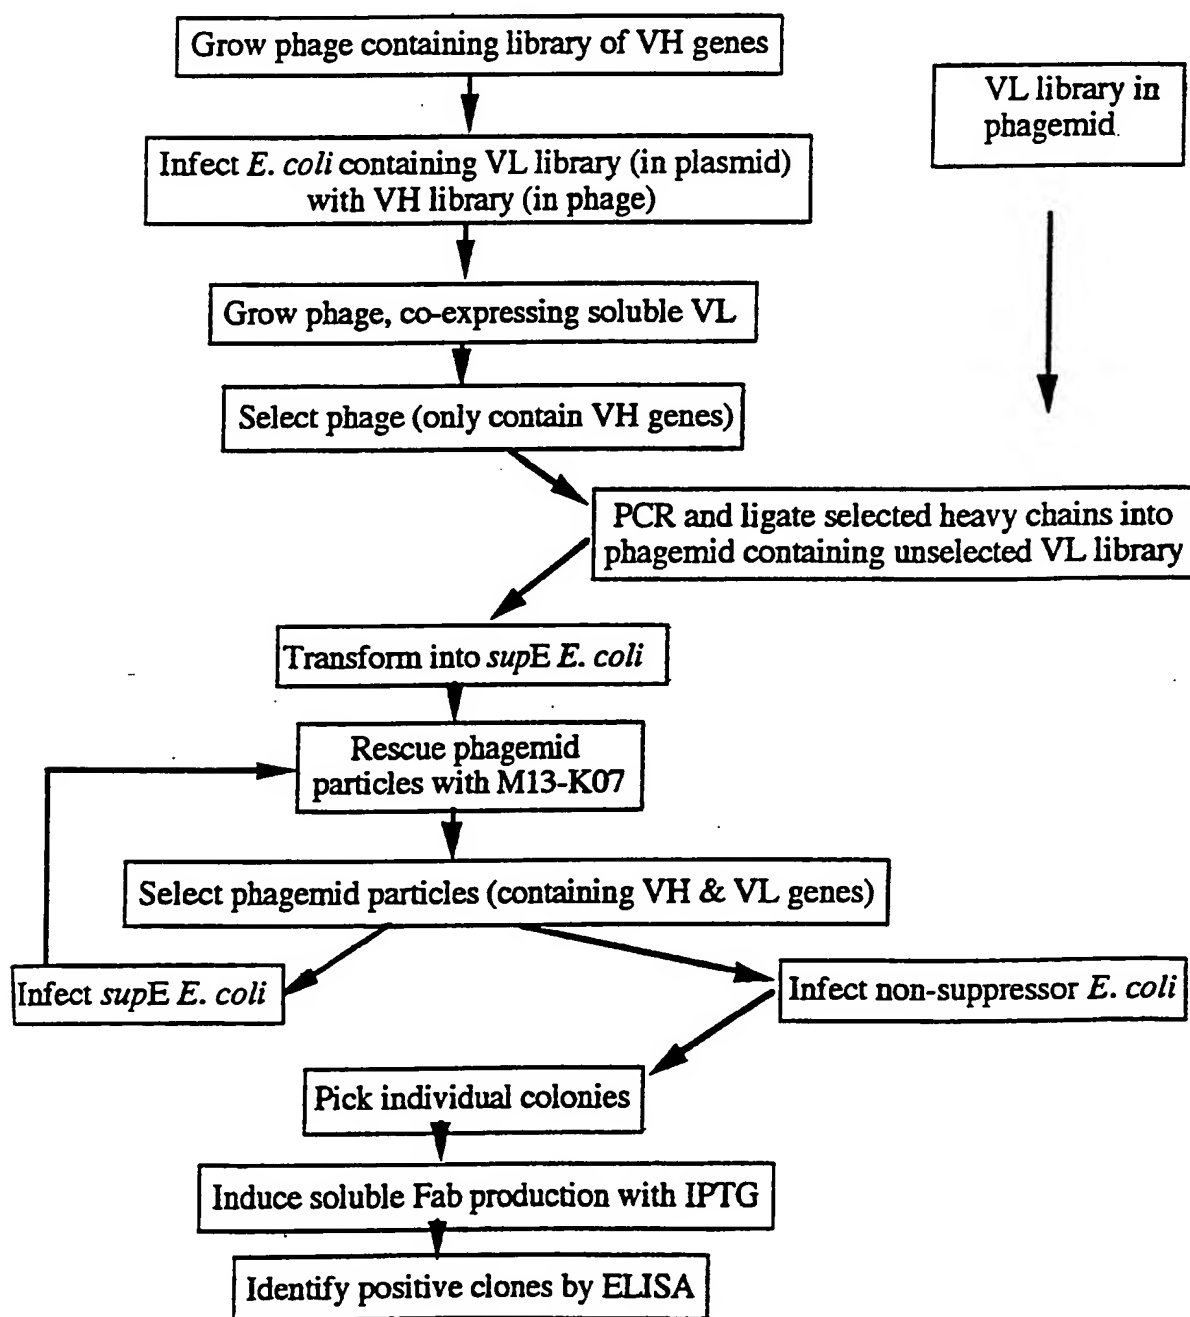 Grow phage containing library of VH genes
VL library in
phagemid.
Infect E. coli containing VL library (in plasmid)
with VH library (in phage)
Grow phage, co-expressing soluble VL
Select phage (only contain VH genes)
PCR and ligate selected heavy chains into
phagemid containing unselected VL library
Transform into supE E. coli
Rescue phagemid
particles with M13-K07
Select phagemid particles (containing VH & VL genes)
Infect supE E. coli
Infect non-suppressor E. coli
Pick individual colonies
Induce soluble Fab production with IPTG
Identify positive clones by ELISA